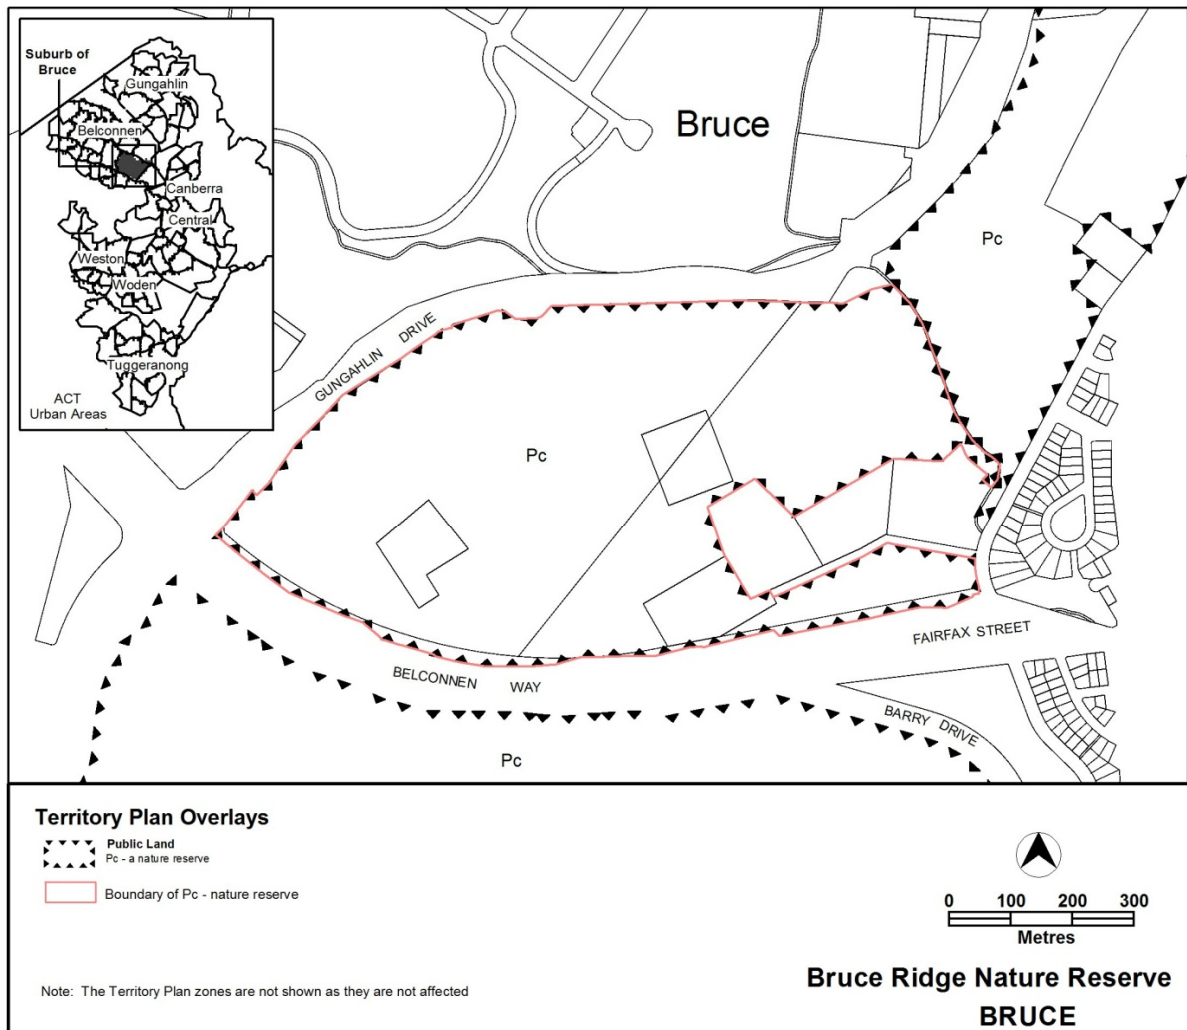 Suburb of
Bruce
Gungahlin
Belconnen
Canberra
Central
Weston
Woden
Tuggeranong
ACT
Urban Areas
Bruce
Pc
GUNGAHLIN DRIVE
Pc
FAIRFAX STREET
BELCONNEN WAY
BARRY DRIVE
Pc
Territory Plan Overlays
Public Land
Pc - a nature reserve
Boundary of Pc - nature reserve
0 100 200 300
Metres
Note: The Territory Plan zones are not shown as they are not affected
Bruce Ridge Nature Reserve
BRUCE